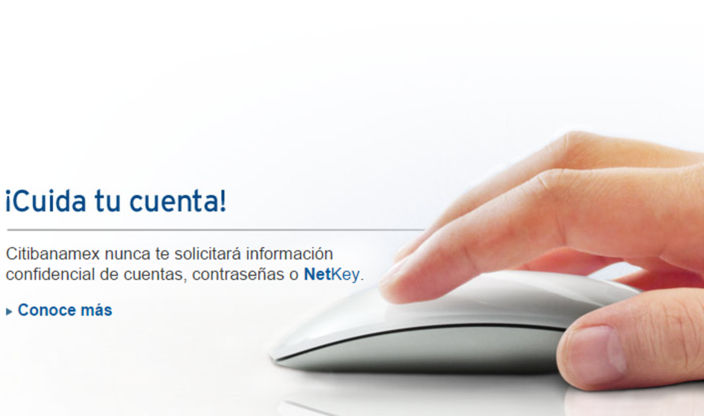 ¡Cuida tu cuenta!
Citibanamex nunca te solicitará información
confidencial de cuentas, contraseñas o NetKey.
Conoce más